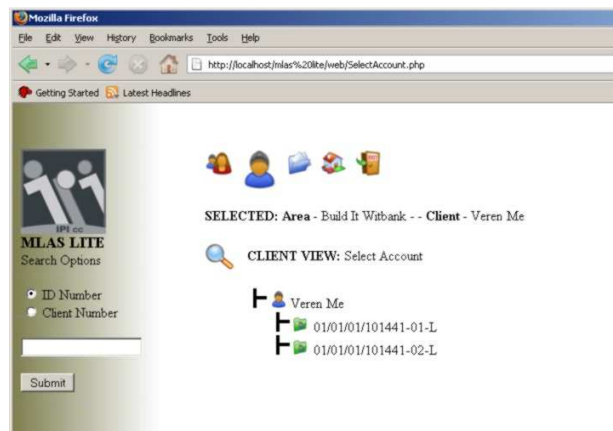 Mozilla Firefox
File Edit View History Bookmarks Tools Help
http://localhost/mlas%20lite/web/SelectAccount.php
Getting Started Latest Headlines
IPI cc
MLAS LITE
Search Options
ID Number
Client Number
Submit
SELECTED: Area - Build It Witbank - - Client - Veren Me
CLIENT VIEW: Select Account
Veren Me
01/01/01/101441-01-L
01/01/01/101441-02-L